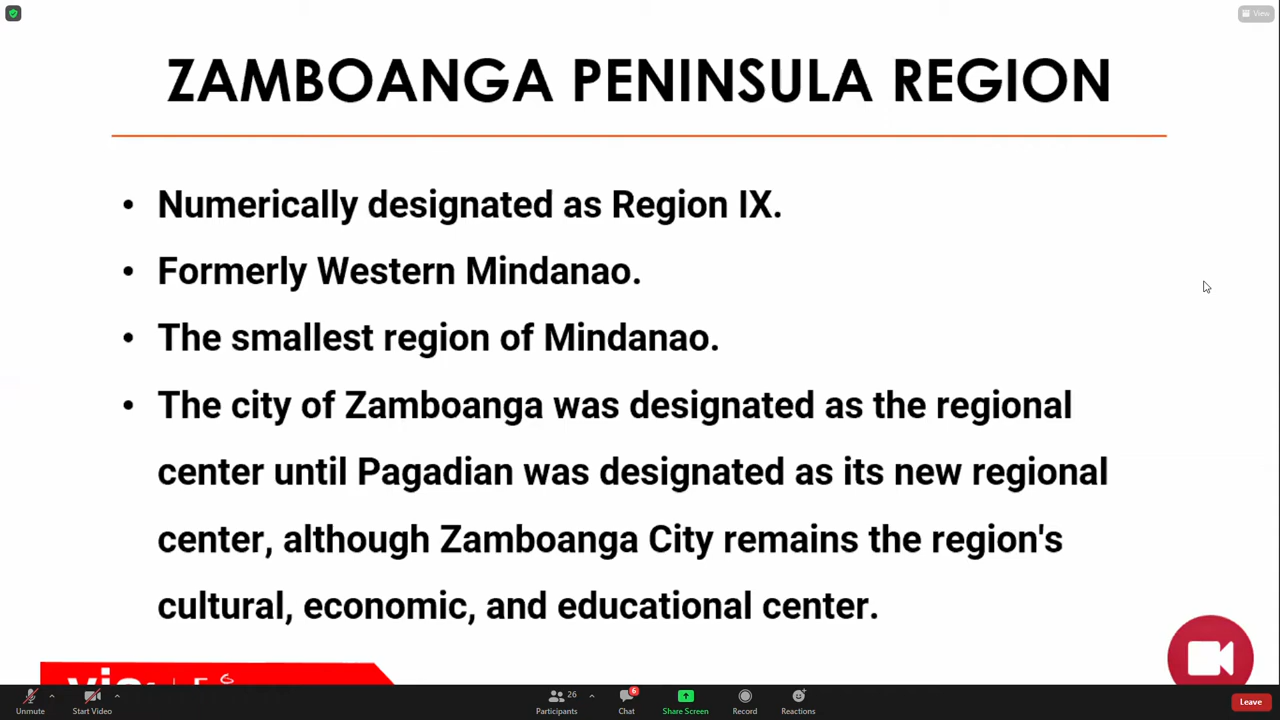 View
ZAMBOANGA PENINSULA REGION
• Numerically designated as Region IX.
• Formerly Western Mindanao.
• The smallest region of Mindanao.
• The city of Zamboanga was designated as the regional
center until Pagadian was designated as its new regional
center, although Zamboanga City remains the region's
cultural, economic, and educational center.
Unmute
Start Video
26
Participants
6
Chat
Share Screen
Record
Reactions
Leave